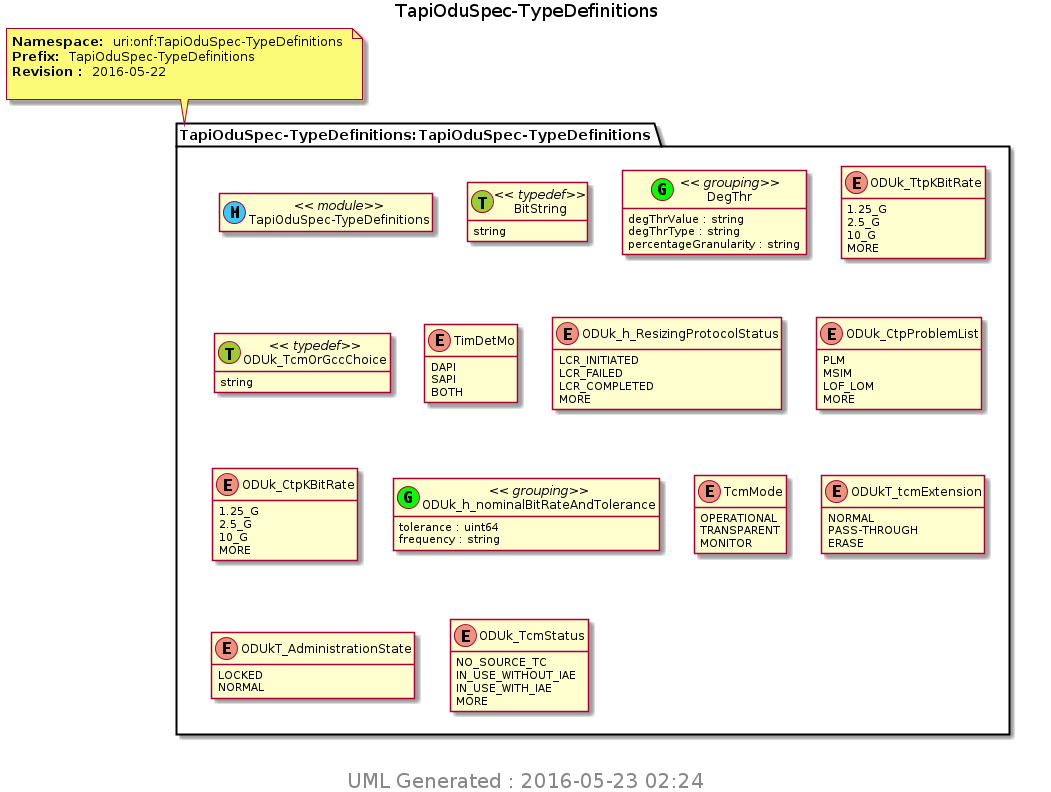 TapiOduSpec-TypeDefinitions
Namespace: uri:onf:TapiOduSpec-TypeDefinitions
Prefix: TapiOduSpec-TypeDefinitions
Revision : 2016-05-22
TapiOduSpec-TypeDefinitions:TapiOduSpec-TypeDefinitions
M
<< module>>
TapiOduSpec-TypeDefinitions
T
<< typedef>>
BitString
string
G
<< grouping>>
DegThr
degThrValue : string
degThrType : string
percentageGranularity : string
E ODUk_TtpKBitRate
1.25_G
2.5_G
10_G
MORE
T
<< typedef>>
ODUk_TcmOrGccChoice
string
E TimDetMo
DAPI
SAPI
BOTH
E ODUk_h_ResizingProtocolStatus
LCR_INITIATED
LCR_FAILED
LCR_COMPLETED
MORE
E ODUk_CtpProblemList
PLM
MSIM
LOF_LOM
MORE
E ODUk_CtpKBitRate
1.25_G
2.5_G
10_G
MORE
G
<< grouping>>
ODUk_h_nominalBitRateAndTolerance
tolerance : uint64
frequency : string
E TcmMode
OPERATIONAL
TRANSPARENT
MONITOR
E ODUkT_tcmExtension
NORMAL
PASS-THROUGH
ERASE
E ODUkT_AdministrationState
LOCKED
NORMAL
E ODUk_TcmStatus
NO_SOURCE_TC
IN_USE_WITHOUT_IAE
IN_USE_WITH_IAE
MORE
UML Generated : 2016-05-23 02:24